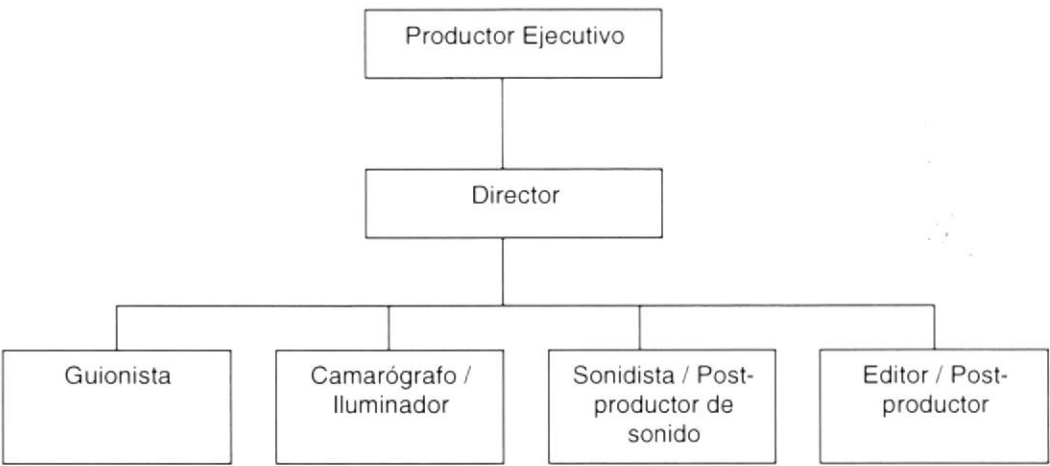 Productor Ejecutivo
Director
Guionista
Camarógrafo /
Iluminador
Sonidista / Post-
productor de
sonido
Editor / Post-
productor